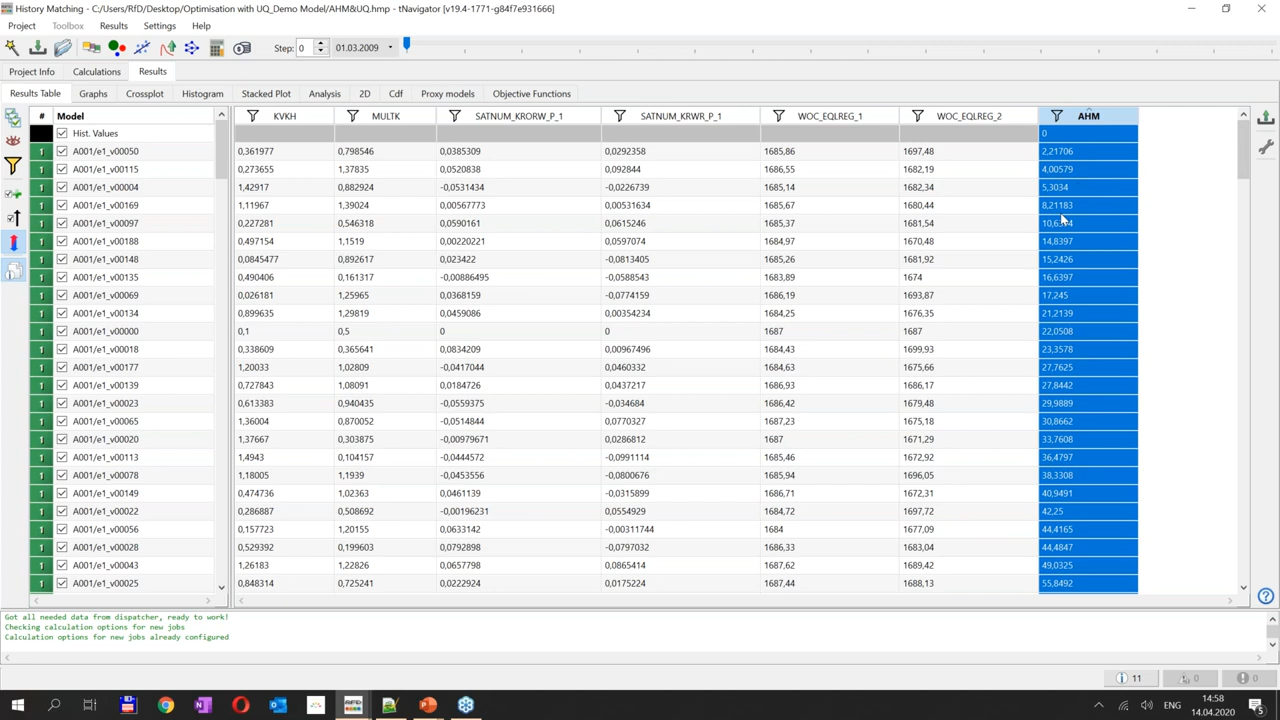 History Matching - C:/Users/RfD/Desktop/Optimisation with UQ_Demo Model/AHM&UQ.hmp - tNavigator [v19.4-1771-g84f7e931666]
Project Toolbox Results Settings Help
Step: 0 01.03.2009
Project Info Calculations Results
Results Table Graphs Crossplot Histogram Stacked Plot Analysis 2D Cdf Proxy models Objective Functions
# Model KVKH MULTK SATNUM_KRORW_P_1 SATNUM_KRWR_P_1 WOC_EQLREG_1 WOC_EQLREG_2 AHM
Hist. Values 0
1 A001/e1_v00050 0,361977 0,798546 0,0385309 0,0292358 1685,86 1697,48 2,21706
1 A001/e1_v00115 0,273655 1,37837 0,0520838 0,092844 1686,55 1682,19 4,00579
1 A001/e1_v00004 1,42917 0,882924 -0,0531434 -0,0226739 1685,14 1682,34 5,3034
1 A001/e1_v00169 1,11967 1,39024 0,00567773 0,00531634 1685,67 1680,44 8,21183
1 A001/e1_v00097 0,227281 0,546318 0,0590161 0,0615246 1685,37 1681,54
1 A001/e1_v00188 0,497154 1,1519 0,00220221 0,0597074 1684,97 1670,48 14,8397
1 A001/e1_v00148 0,0845477 0,892617 0,023422 -0,0813405 1685,26 1681,92 15,2426
1 A001/e1_v00135 0,490406 0,161317 -0,00886495 -0,0588543 1683,89 1674 16,6397
1 A001/e1_v00069 0,026181 1,25965 0,0368159 -0,0774159 1686,19 1693,87 17,245
1 A001/e1_v00134 0,899635 1,29819 0,0459086 0,00354234 1684,25 1676,35 21,2139
1 A001/e1_v00000 0,1 0,5 0 0 1687 1687 22,0508
1 A001/e1_v00018 0,338609 0,353541 0,0834209 0,00967496 1684,43 1699,93 23,3578
1 A001/e1_v00177 1,20033 1,02809 -0,0417044 0,0460332 1684,63 1675,66 27,7625
1 A001/e1_v00139 0,727843 1,08091 0,0184726 0,0437217 1686,93 1686,17 27,8442
1 A001/e1_v00023 0,613383 0,940435 -0,0559375 -0,034684 1686,42 1679,48 29,9889
1 A001/e1_v00065 1,36004 0,870052 -0,0514844 0,0770327 1687,23 1675,18 30,8662
1 A001/e1_v00020 1,37667 0,303875 -0,00979671 0,0286812 1687 1671,29 33,7608
1 A001/e1_v00113 1,4943 0,104157 -0,0444572 -0,0991114 1685,46 1672,92 36,4797
1 A001/e1_v00078 1,18005 1,1939 -0,0453556 -0,0800676 1685,94 1696,05 38,3308
1 A001/e1_v00149 0,474736 1,02363 0,0461139 -0,0315899 1686,71 1672,31 40,9491
1 A001/e1_v00022 0,286887 0,508692 -0,00196231 0,0554929 1684,72 1697,72 42,25
1 A001/e1_v00056 0,157723 1,20155 0,0633142 -0,00311744 1684 1677,09 44,4165
1 A001/e1_v00028 0,529392 0,199603 0,0792898 -0,0797032 1686,33 1683,04 44,4847
1 A001/e1_v00043 1,26183 1,22826 0,0657798 0,0865414 1687,62 1689,42 49,0325
1 A001/e1_v00025 0,848314 0,725241 0,0222924 0,0175224 1687,44 1688,13 55,8492
Got all needed data from dispatcher, ready to work!
Checking calculation options for new jobs
Calculation options for new jobs already configured
11 0 0
ENG 14:58
14.04.2020 5